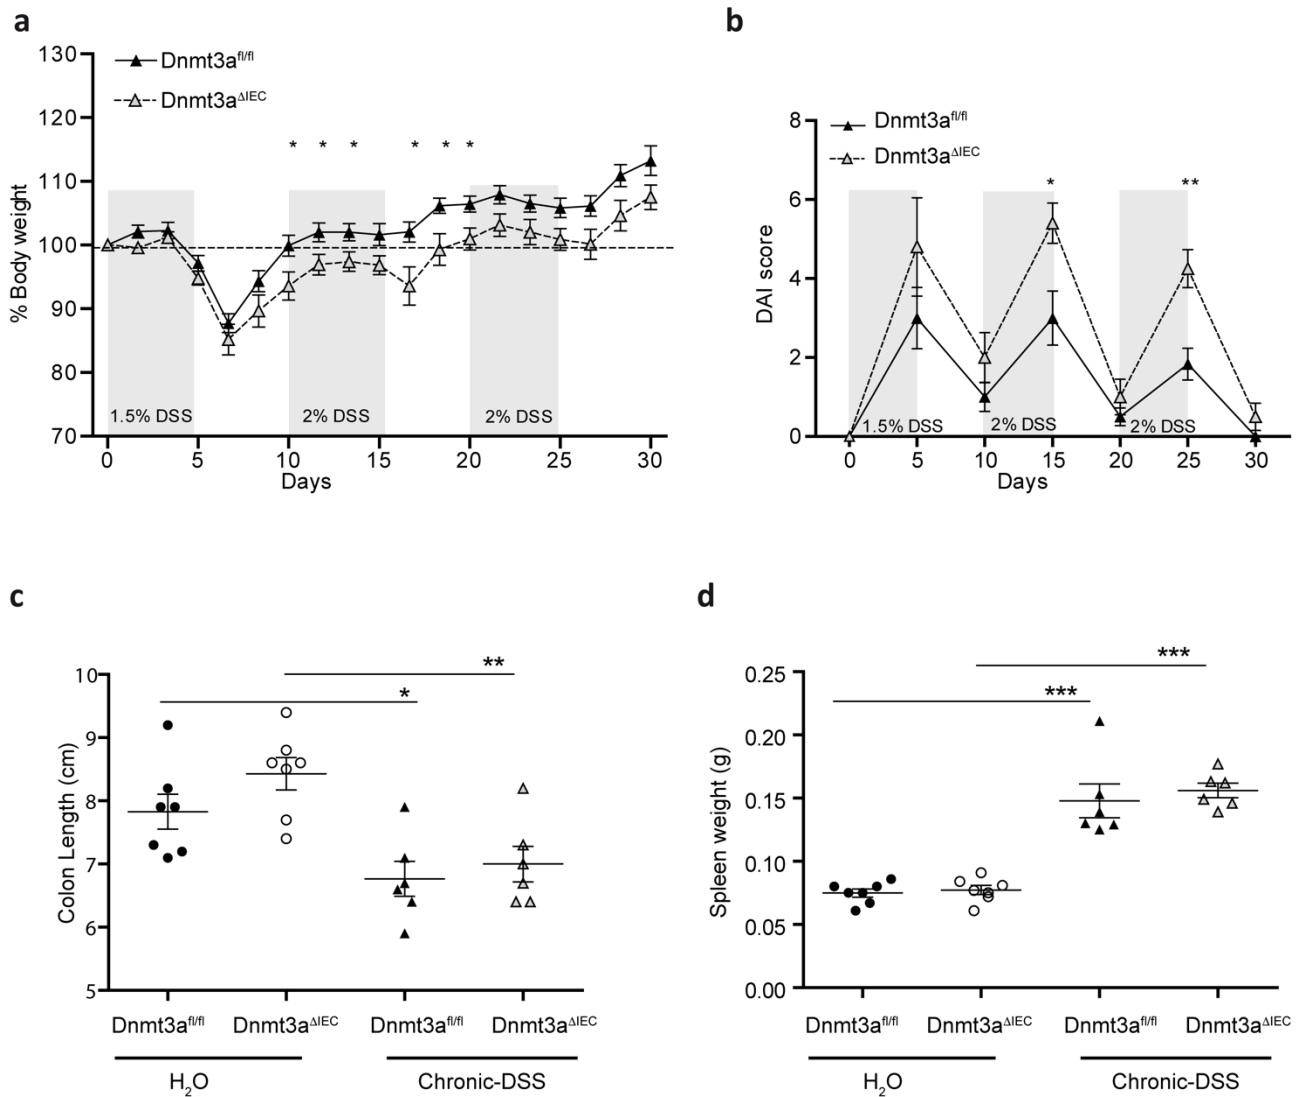 a
130
120
110
100
90
80
70
% Body weight
Dnmt3a^fl/fl
Dnmt3a^ΔIEC
* * * * * *
1.5% DSS 2% DSS 2% DSS
0 5 10 15 20 25 30
Days
b
8
6
4
2
0
DAI score
Dnmt3a^fl/fl
Dnmt3a^ΔIEC
* **
1.5% DSS 2% DSS 2% DSS
0 5 10 15 20 25 30
Days
c
10
9
8
7
6
5
Colon Length (cm)
**
*
Dnmt3a^fl/fl Dnmt3a^ΔIEC Dnmt3a^fl/fl Dnmt3a^ΔIEC
H₂O Chronic-DSS
d
0.25
0.20
0.15
0.10
0.05
0.00
Spleen weight (g)
***
***
Dnmt3a^fl/fl Dnmt3a^ΔIEC Dnmt3a^fl/fl Dnmt3a^ΔIEC
H₂O Chronic-DSS